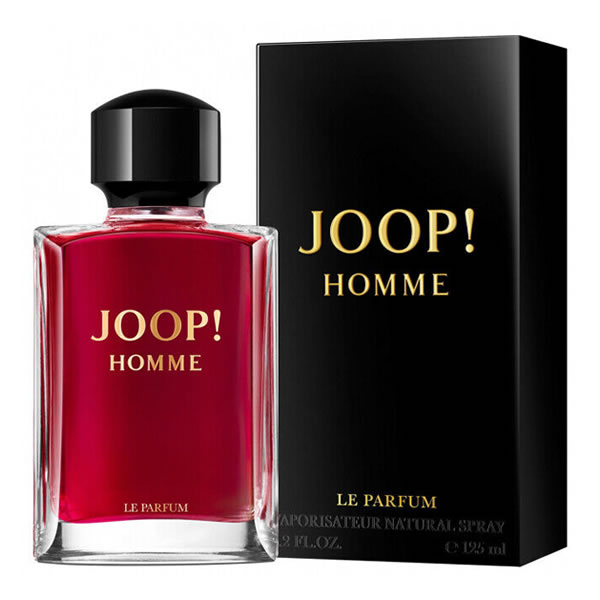 JOOP!
HOMME
LE PARFUM
JOOP!
HOMME
LE PARFUM
NATURAL SPRAY
FL.OZ. ℮ 125 ml